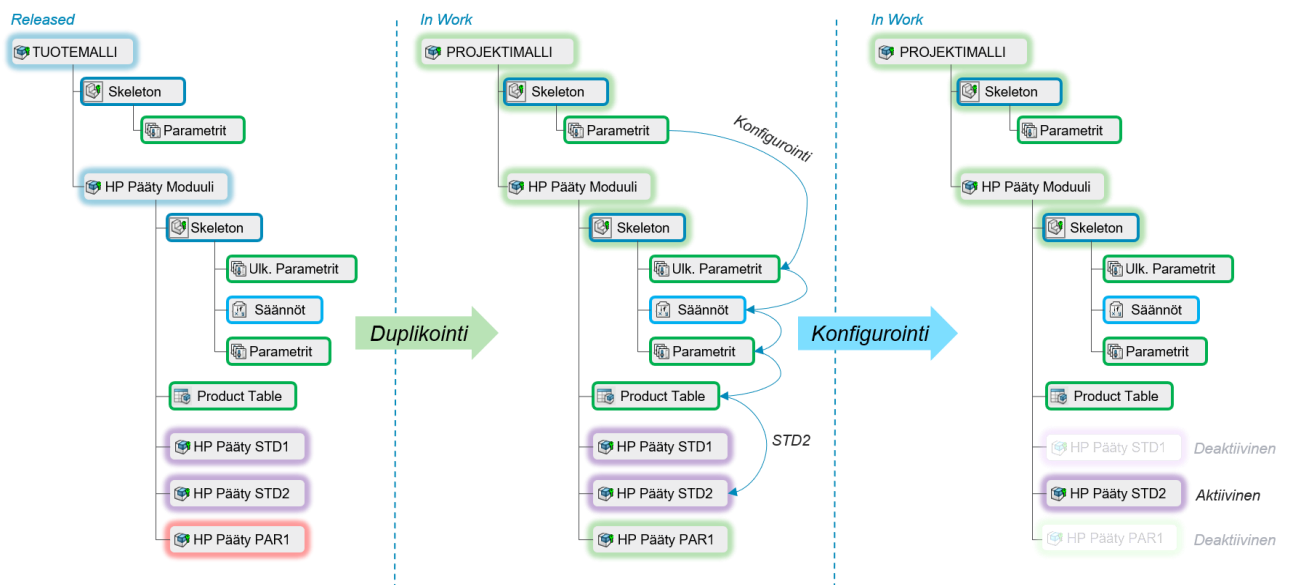 Released
TUOTEMALLI
Skeleton
Parametrit
HP Pääty Moduuli
Skeleton
Ulk. Parametrit
Säännöt
Parametrit
Product Table
HP Pääty STD1
HP Pääty STD2
HP Pääty PAR1
Duplikointi
In Work
PROJEKTIMALLI
Skeleton
Parametrit
Konfigurointi
HP Pääty Moduuli
Skeleton
Ulk. Parametrit
Säännöt
Parametrit
Product Table
STD2
HP Pääty STD1
HP Pääty STD2
HP Pääty PAR1
Konfigurointi
In Work
PROJEKTIMALLI
Skeleton
Parametrit
HP Pääty Moduuli
Skeleton
Ulk. Parametrit
Säännöt
Parametrit
Product Table
HP Pääty STD1 Deaktiivinen
HP Pääty STD2 Aktiivinen
HP Pääty PAR1 Deaktiivinen